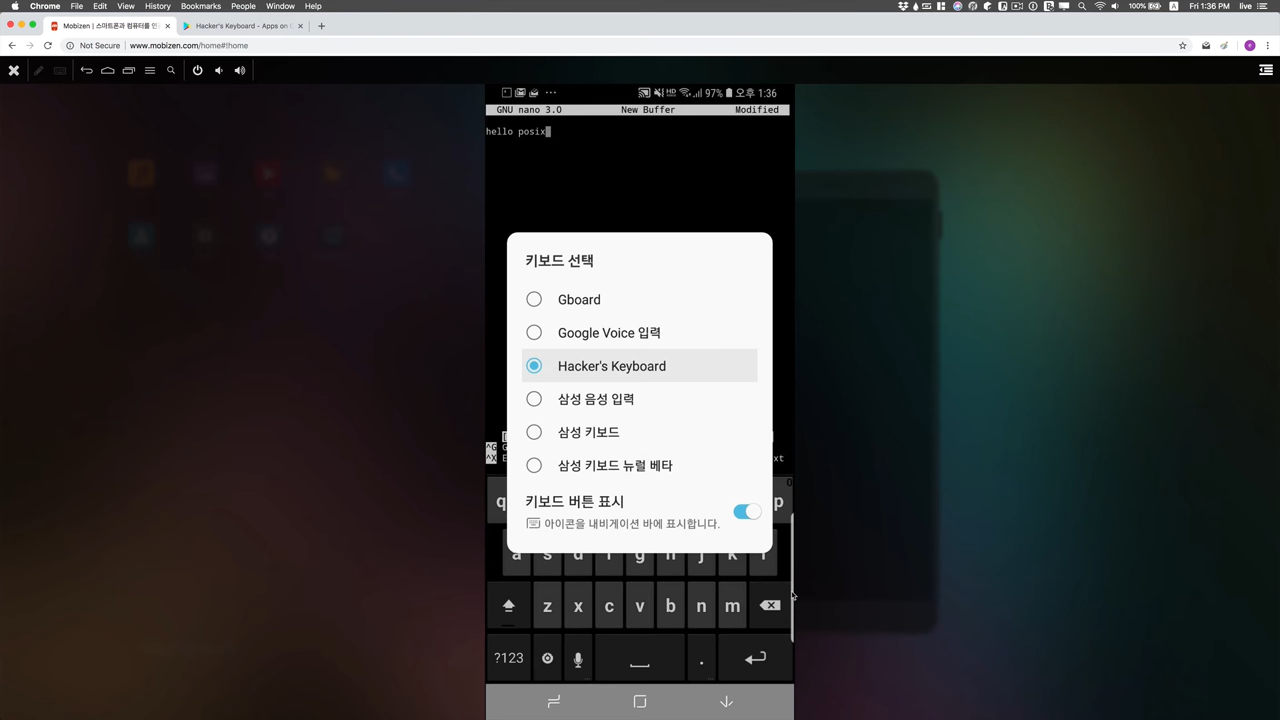 Chrome File Edit View History Bookmarks People Window Help 100% Fri 1:36 PM live
Mobizen | 스마트폰과 컴퓨터를 연 Hacker's Keyboard - Apps on
Not Secure www.mobizen.com/home#!home
97% 오후 1:36
GNU nano 3.0 New Buffer Modified
hello posix
키보드 선택
Gboard
Google Voice 입력
Hacker's Keyboard
삼성 음성 입력
삼성 키보드
삼성 키보드 뉴럴 베타
키보드 버튼 표시
아이콘을 내비게이션 바에 표시합니다.
^G
^X
q p 0
a s d f g h j k l
z x c v b n m
?123 .